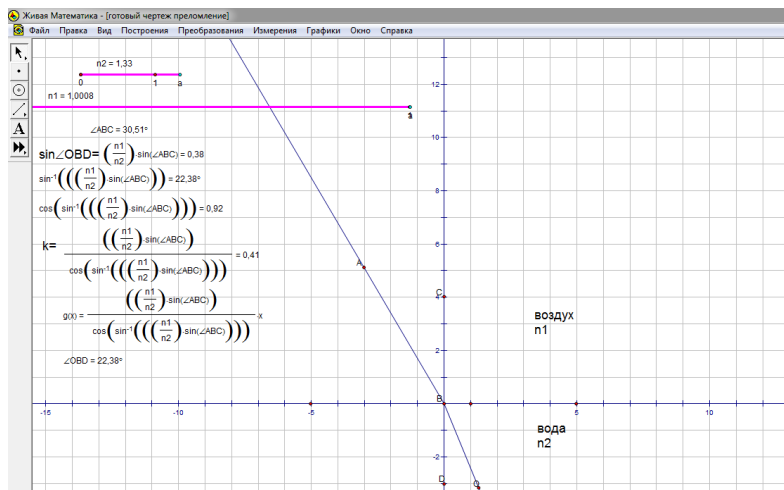 Живая Математика - [готовый чертеж преломление]
Файл Правка Вид Построения Преобразования Измерения Графики Окно Справка
n2 = 1,33
0 1 a
n1 = 1,0008
1
a
∠ABC = 30,51°
sin∠OBD= (n1/n2)·sin(∠ABC) = 0,38
sin⁻¹(((n1/n2)·sin(∠ABC))) = 22,38°
cos(sin⁻¹(((n1/n2)·sin(∠ABC)))) = 0,92
k= ((n1/n2)·sin(∠ABC)) / cos(sin⁻¹(((n1/n2)·sin(∠ABC)))) = 0,41
g(x) = ((n1/n2)·sin(∠ABC)) / cos(sin⁻¹(((n1/n2)·sin(∠ABC)))) ·x
∠OBD = 22,38°
12
10
8
6
A
C
4
воздух
n1
2
B
-15 -10 -5 5 10
вода
n2
-2
D O
A